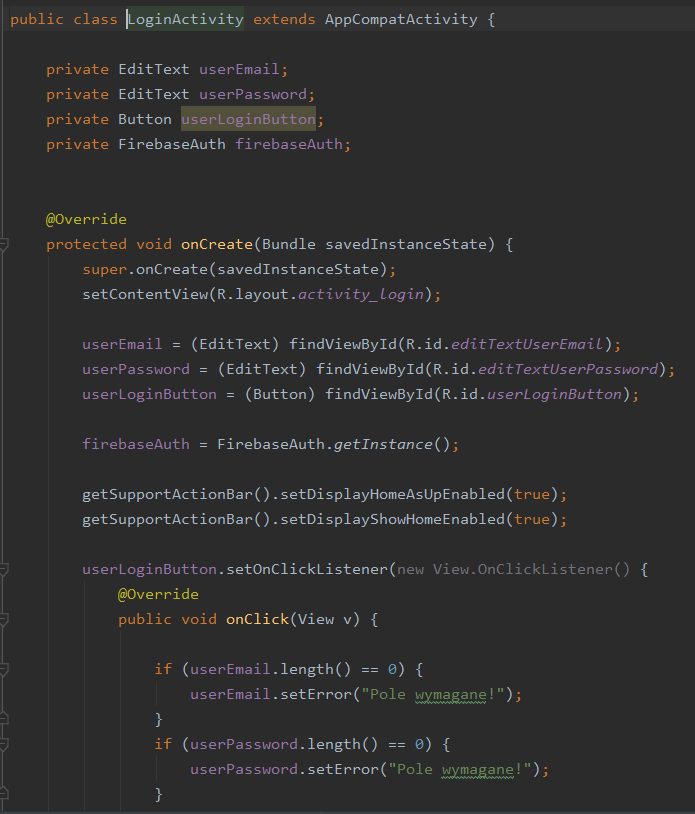 public class LoginActivity extends AppCompatActivity {
private EditText userEmail;
private EditText userPassword;
private Button userLoginButton;
private FirebaseAuth firebaseAuth;
@Override
protected void onCreate(Bundle savedInstanceState) {
super.onCreate(savedInstanceState);
setContentView(R.layout.activity_login);
userEmail = (EditText) findViewById(R.id.editTextUserEmail);
userPassword = (EditText) findViewById(R.id.editTextUserPassword);
userLoginButton = (Button) findViewById(R.id.userLoginButton);
firebaseAuth = FirebaseAuth.getInstance();
getSupportActionBar().setDisplayHomeAsUpEnabled(true);
getSupportActionBar().setDisplayShowHomeEnabled(true);
userLoginButton.setOnClickListener(new View.OnClickListener() {
@Override
public void onClick(View v) {
if (userEmail.length() == 0) {
userEmail.setError("Pole wymagane!");
}
if (userPassword.length() == 0) {
userPassword.setError("Pole wymagane!");
}